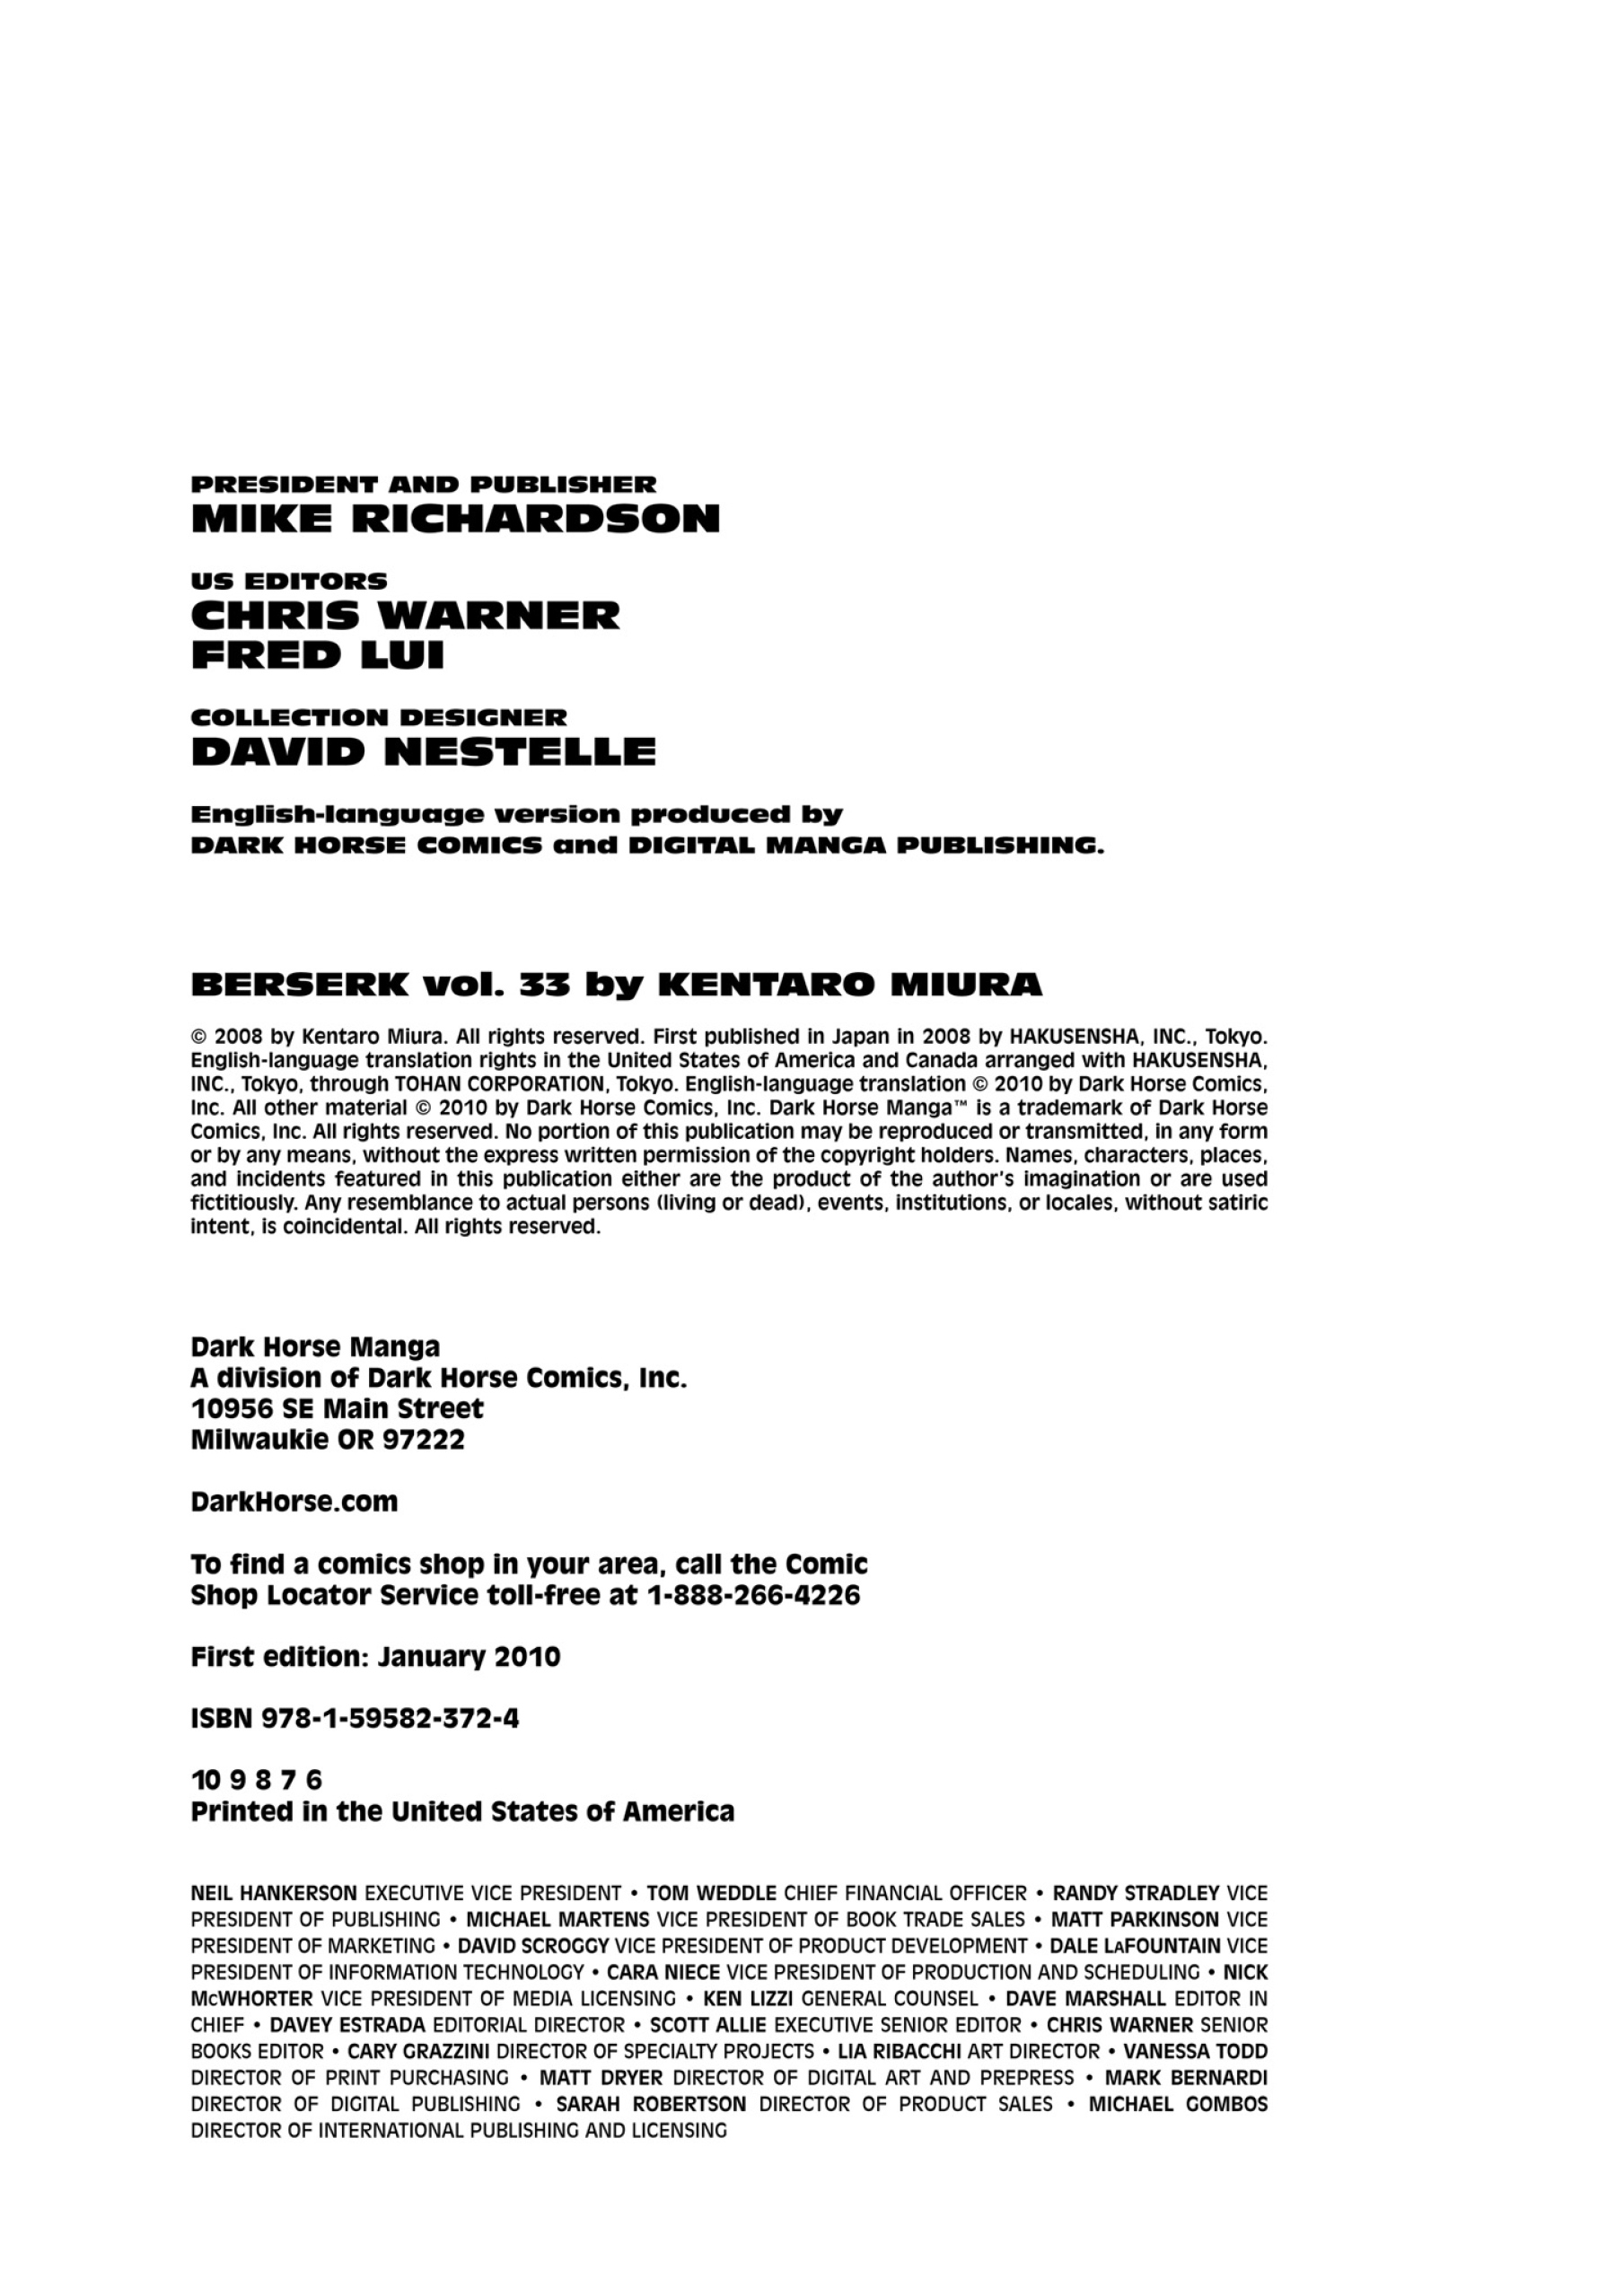 PRESIDENT AND PUBLISHER
MIKE RICHARDSON
US EDITORS
CHRIS WARNER
FRED LUI
COLLECTION DESIGNER
DAVID NESTELLE
English-language version produced by
DARK HORSE COMICS and DIGITAL MANGA PUBLISHING.
BERSERK vol. 33 by KENTARO MIURA
© 2008 by Kentaro Miura. All rights reserved. First published in Japan in 2008 by HAKUSENSHA, INC., Tokyo.
English-language translation rights in the United States of America and Canada arranged with HAKUSENSHA,
INC., Tokyo, through TOHAN CORPORATION, Tokyo. English-language translation © 2010 by Dark Horse Comics,
Inc. All other material © 2010 by Dark Horse Comics, Inc. Dark Horse Manga™ is a trademark of Dark Horse
Comics, Inc. All rights reserved. No portion of this publication may be reproduced or transmitted, in any form
or by any means, without the express written permission of the copyright holders. Names, characters, places,
and incidents featured in this publication either are the product of the author's imagination or are used
fictitiously. Any resemblance to actual persons (living or dead), events, institutions, or locales, without satiric
intent, is coincidental. All rights reserved.
Dark Horse Manga
A division of Dark Horse Comics, Inc.
10956 SE Main Street
Milwaukie OR 97222
DarkHorse.com
To find a comics shop in your area, call the Comic
Shop Locator Service toll-free at 1-888-266-4226
First edition: January 2010
ISBN 978-1-59582-372-4
10 9 8 7 6
Printed in the United States of America
NEIL HANKERSON EXECUTIVE VICE PRESIDENT • TOM WEDDLE CHIEF FINANCIAL OFFICER • RANDY STRADLEY VICE
PRESIDENT OF PUBLISHING • MICHAEL MARTENS VICE PRESIDENT OF BOOK TRADE SALES • MATT PARKINSON VICE
PRESIDENT OF MARKETING • DAVID SCROGGY VICE PRESIDENT OF PRODUCT DEVELOPMENT • DALE LAFOUNTAIN VICE
PRESIDENT OF INFORMATION TECHNOLOGY • CARA NIECE VICE PRESIDENT OF PRODUCTION AND SCHEDULING • NICK
McWHORTER VICE PRESIDENT OF MEDIA LICENSING • KEN LIZZI GENERAL COUNSEL • DAVE MARSHALL EDITOR IN
CHIEF • DAVEY ESTRADA EDITORIAL DIRECTOR • SCOTT ALLIE EXECUTIVE SENIOR EDITOR • CHRIS WARNER SENIOR
BOOKS EDITOR • CARY GRAZZINI DIRECTOR OF SPECIALTY PROJECTS • LIA RIBACCHI ART DIRECTOR • VANESSA TODD
DIRECTOR OF PRINT PURCHASING • MATT DRYER DIRECTOR OF DIGITAL ART AND PREPRESS • MARK BERNARDI
DIRECTOR OF DIGITAL PUBLISHING • SARAH ROBERTSON DIRECTOR OF PRODUCT SALES • MICHAEL GOMBOS
DIRECTOR OF INTERNATIONAL PUBLISHING AND LICENSING